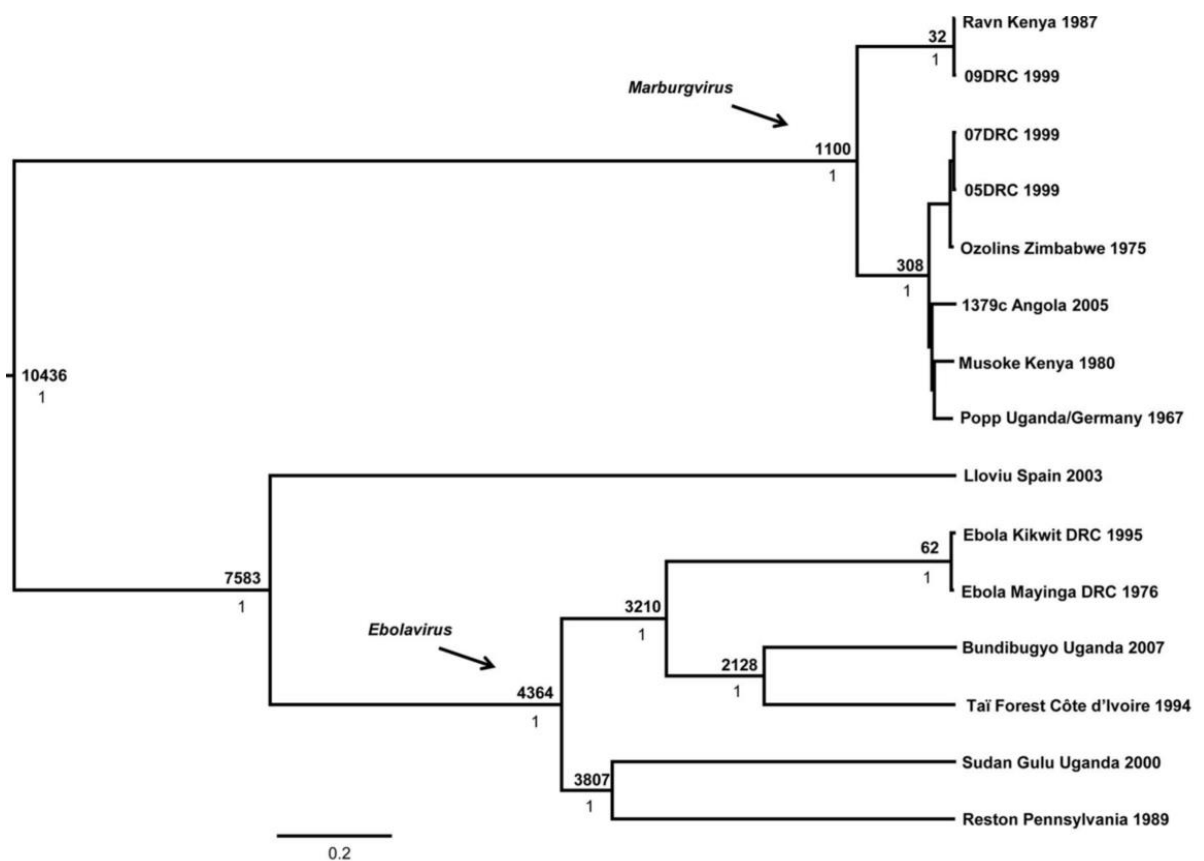 Ravn Kenya 1987
32
1
09DRC 1999
Marburgvirus
07DRC 1999
1100
1
05DRC 1999
Ozolins Zimbabwe 1975
308
1
1379c Angola 2005
Musoke Kenya 1980
10436
1
Popp Uganda/Germany 1967
Lloviu Spain 2003
Ebola Kikwit DRC 1995
62
1
7583
1
Ebola Mayinga DRC 1976
3210
1
Ebolavirus
Bundibugyo Uganda 2007
2128
1
4364
1
Taï Forest Côte d'Ivoire 1994
Sudan Gulu Uganda 2000
3807
1
Reston Pennsylvania 1989
0.2